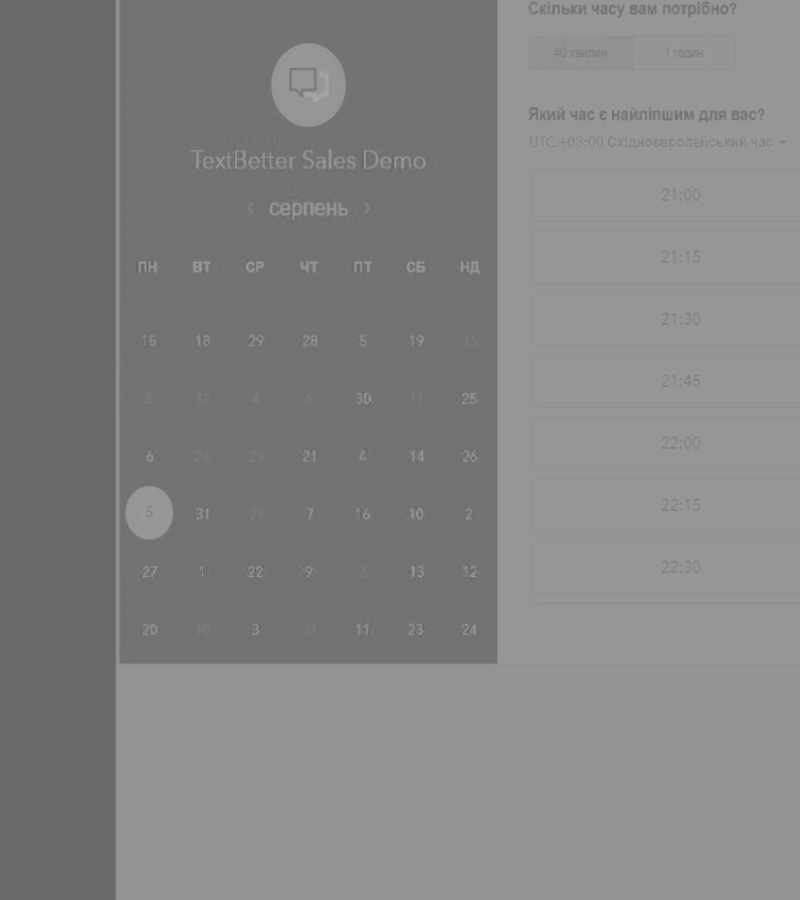 Скільки часу вам потрібно?
40 хвилин 1 годин
Який час є найліпшим для вас?
UTC +03:00 Східноєвропейський час
TextBetter Sales Demo
серпень
ПН ВТ СР ЧТ ПТ СБ НД
15 18 29 28 5 19 15
8 12 4 6 30 11 25
6 24 29 21 4 14 26
5 31 29 7 16 10 2
27 1 22 9 2 13 12
20 10 3 31 11 23 24
21:00
21:15
21:30
21:45
22:00
22:15
22:30